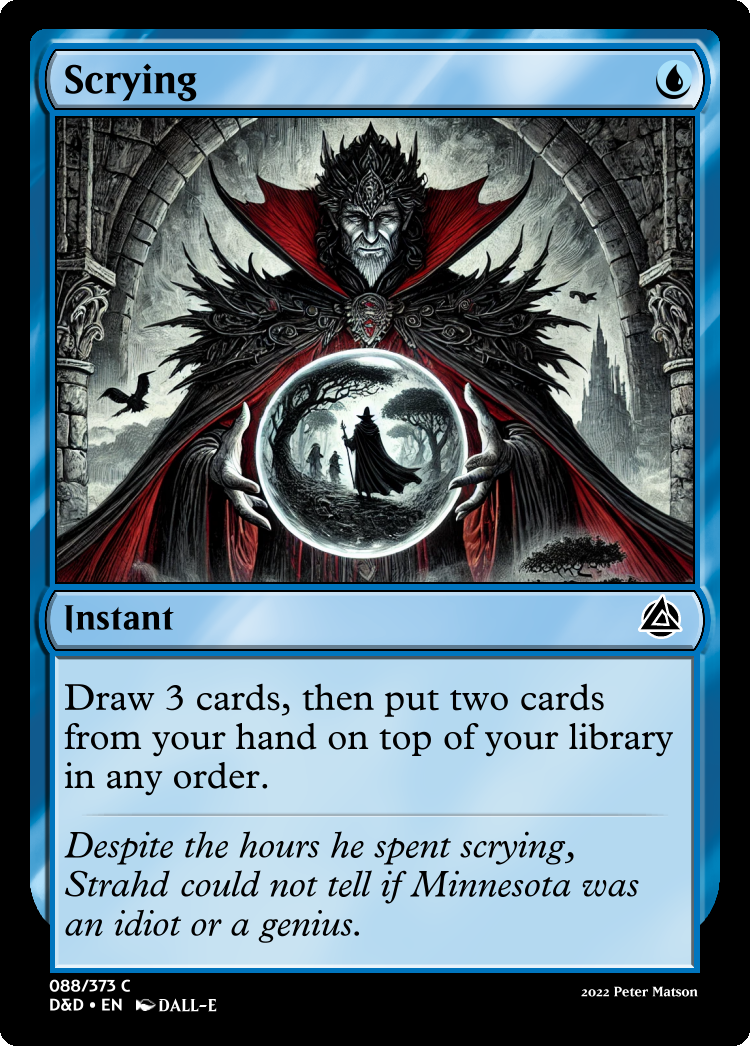 Scrying
Instant
Draw 3 cards, then put two cards
from your hand on top of your library
in any order.
Despite the hours he spent scrying,
Strahd could not tell if Minnesota was
an idiot or a genius.
088/373 C
D&D • EN DALL-E
2022 Peter Matson